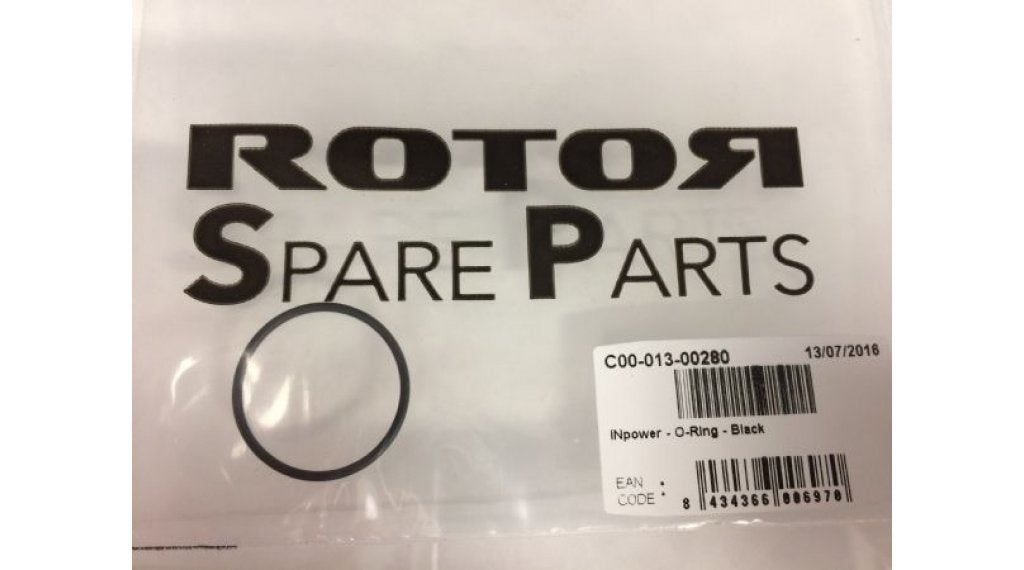 ROTOR
SPARE PARTS
C00-013-00280 13/07/2016
INpower - O-Ring - Black
EAN
CODE :
8 434366 006970